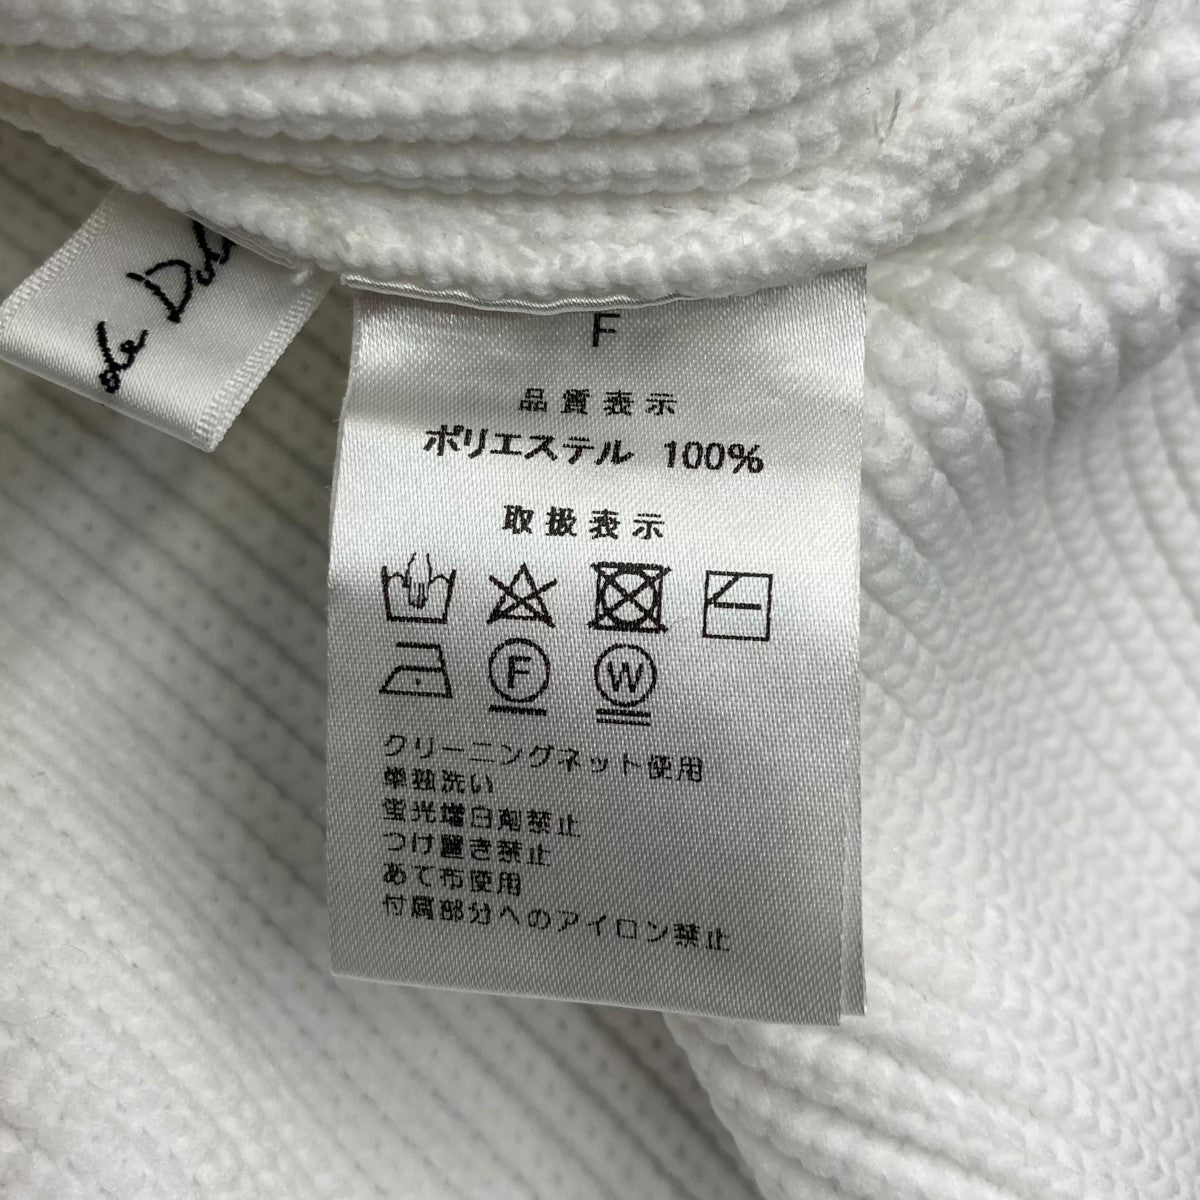 F
品質表示
ポリエステル 100%
取扱表示
F W
クリーニングネット使用
単独洗い
蛍光増白剤禁止
つけ置き禁止
あて布使用
付属部分へのアイロン禁止
de